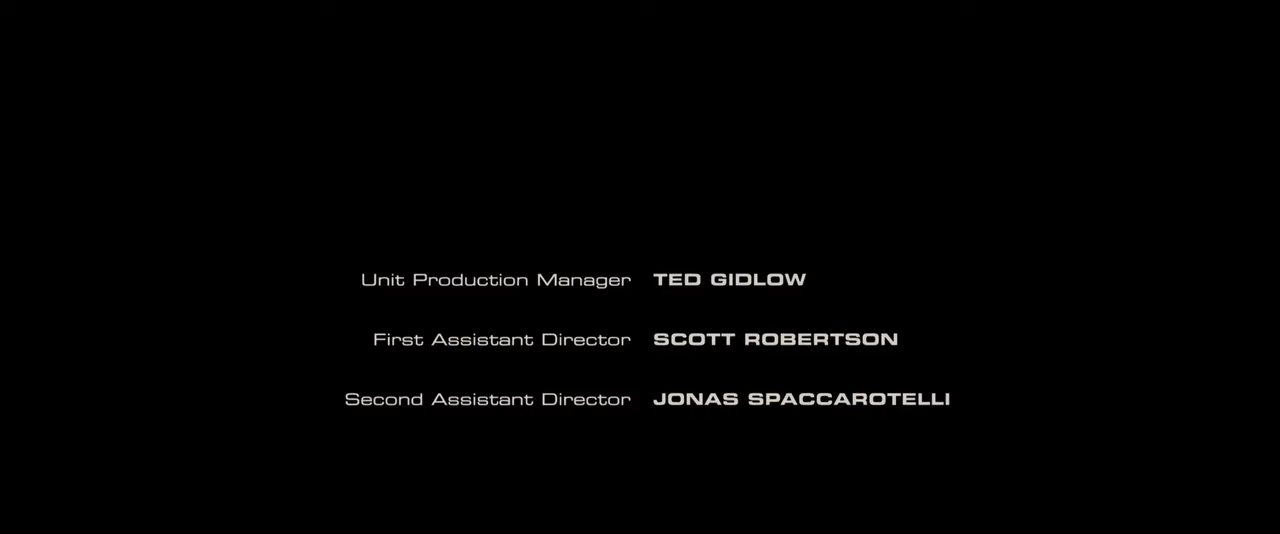 Unit Production Manager TED GIDLOW
First Assistant Director SCOTT ROBERTSON
Second Assistant Director JONAS SPACCAROTELLI